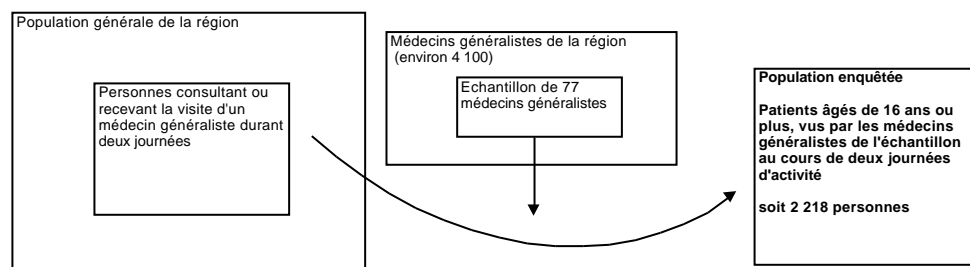 Population générale de la région
Personnes consultant ou
recevant la visite d'un
médecin généraliste durant
deux journées
Médecins généralistes de la région
(environ 4 100)
Echantillon de 77
médecins généralistes
Population enquêtée
Patients âgés de 16 ans ou
plus, vus par les médecins
généralistes de l'échantillon
au cours de deux journées
d'activité
soit 2 218 personnes